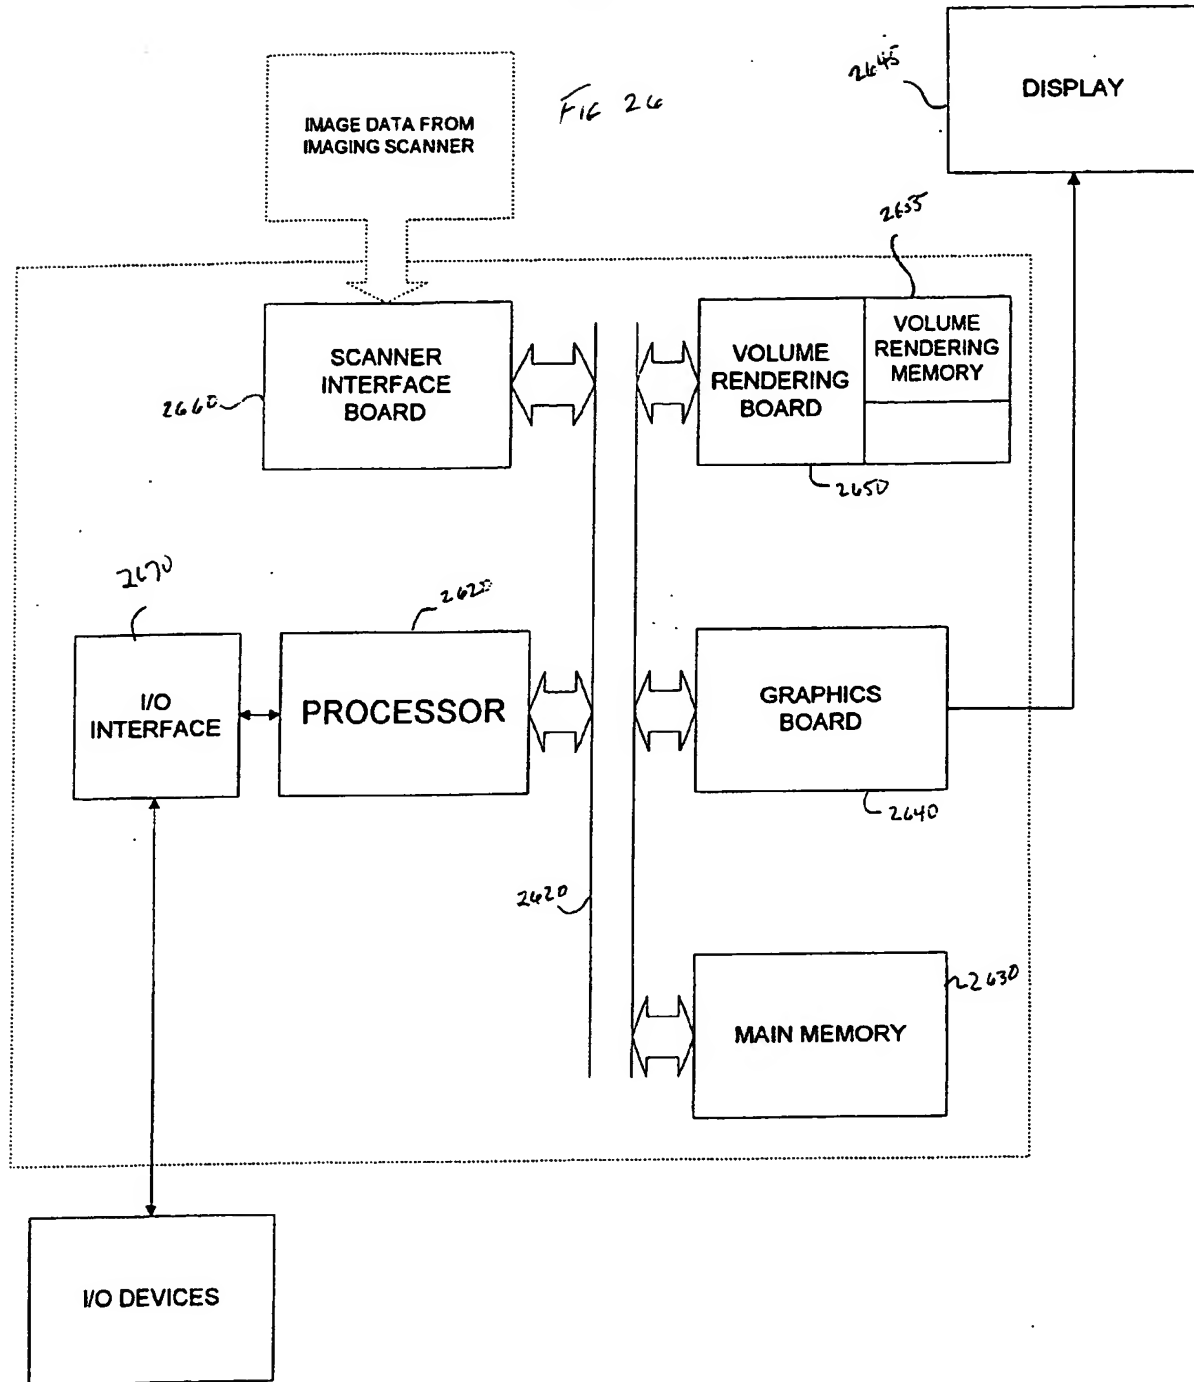 2645
DISPLAY
IMAGE DATA FROM
IMAGING SCANNER
FIG 26
2655
SCANNER
INTERFACE
BOARD
2660
VOLUME
RENDERING
BOARD
VOLUME
RENDERING
MEMORY
2650
2670
2620
I/O
INTERFACE
PROCESSOR
GRAPHICS
BOARD
2640
2620
2630
MAIN MEMORY
I/O DEVICES